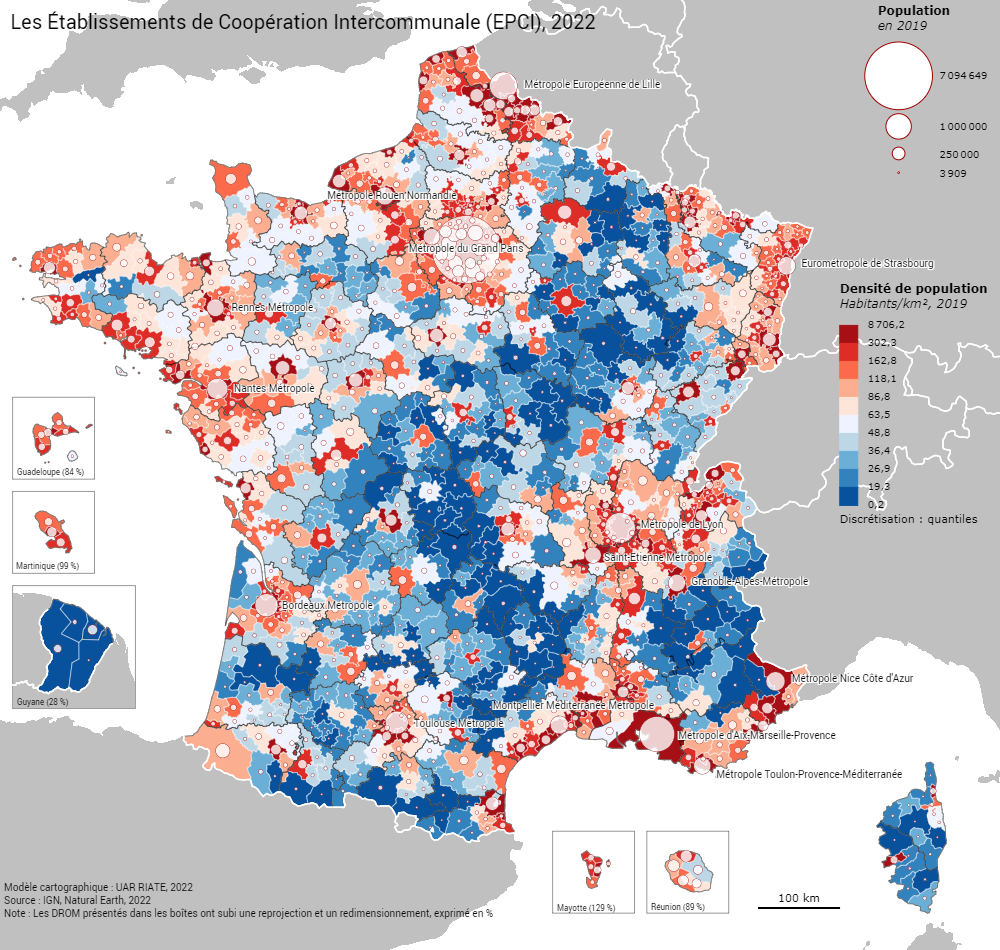 Les Établissements de Coopération Intercommunale (EPCI), 2022
Population
en 2019
7 094 649
1 000 000
250 000
3 909
Métropole Européenne de Lille
Métropole Rouen Normandie
Métropole du Grand Paris
Eurométropole de Strasbourg
Rennes Métropole
Nantes Métropole
Densité de population
Habitants/km², 2019
8 706,2
302,3
162,8
118,1
86,8
63,5
48,8
36,4
26,9
19,3
0,2
Discrétisation : quantiles
Guadeloupe (84 %)
Martinique (99 %)
Guyane (28 %)
Métropole de Lyon
Saint-Etienne Métropole
Grenoble-Alpes-Métropole
Bordeaux Métropole
Métropole Nice Côte d'Azur
Montpellier Méditerranée Métropole
Toulouse Métropole
Métropole d'Aix-Marseille-Provence
Métropole Toulon-Provence-Méditerranée
Mayotte (129 %)
Réunion (89 %)
100 km
Modèle cartographique : UAR RIATE, 2022
Source : IGN, Natural Earth, 2022
Note : Les DROM présentés dans les boîtes ont subi une reprojection et un redimensionnement, exprimé en %